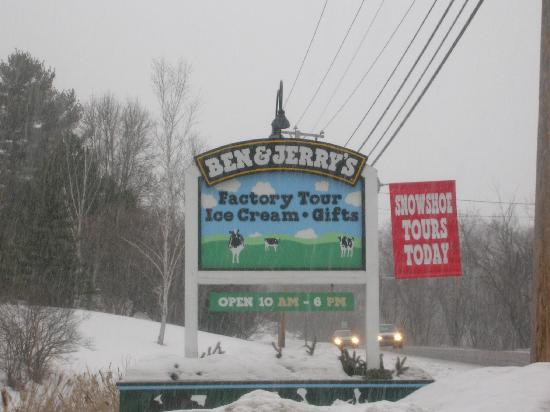 BEN & JERRY'S
Factory Tour
Ice Cream • Gifts
OPEN 10 AM - 6 PM
SNOWSHOE
TOURS
TODAY